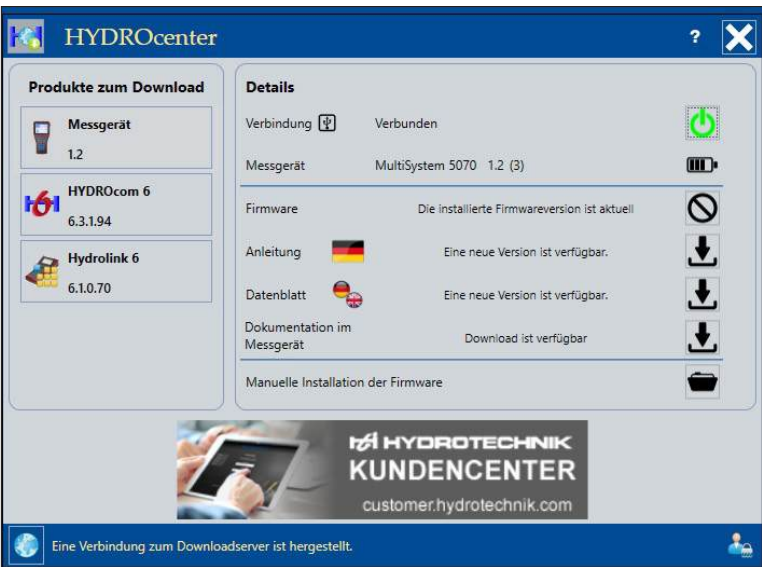 HYDROcenter
?
Produkte zum Download
Messgerät
1.2
HYDROcom 6
6.3.1.94
Hydrolink 6
6.1.0.70
Details
Verbindung Verbunden
Messgerät MultiSystem 5070 1.2 (3)
Firmware Die installierte Firmwareversion ist aktuell
Anleitung Eine neue Version ist verfügbar.
Datenblatt Eine neue Version ist verfügbar.
Dokumentation im
Messgerät Download ist verfügbar
Manuelle Installation der Firmware
HYDROTECHNIK
KUNDENCENTER
customer.hydrotechnik.com
Eine Verbindung zum Downloadserver ist hergestellt.